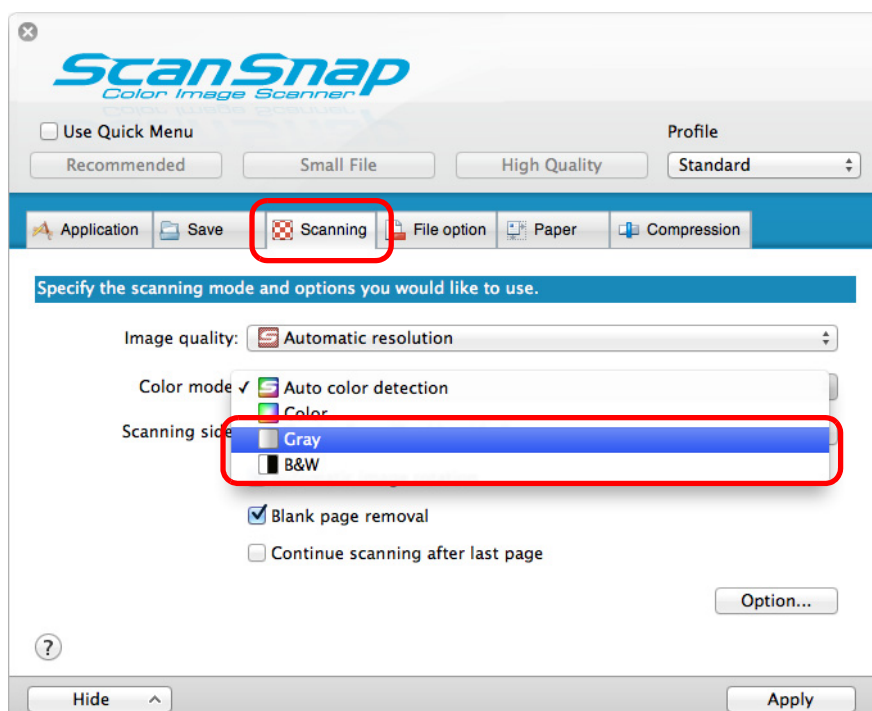 ScanSnap
Color Image Scanner
Use Quick Menu
Profile
Recommended
Small File
High Quality
Standard
Application
Save
Scanning
File option
Paper
Compression
Specify the scanning mode and options you would like to use.
Image quality:
Automatic resolution
Color mode
Auto color detection
Color
Scanning side
Gray
B&W
Blank page removal
Continue scanning after last page
Option...
?
Hide
Apply